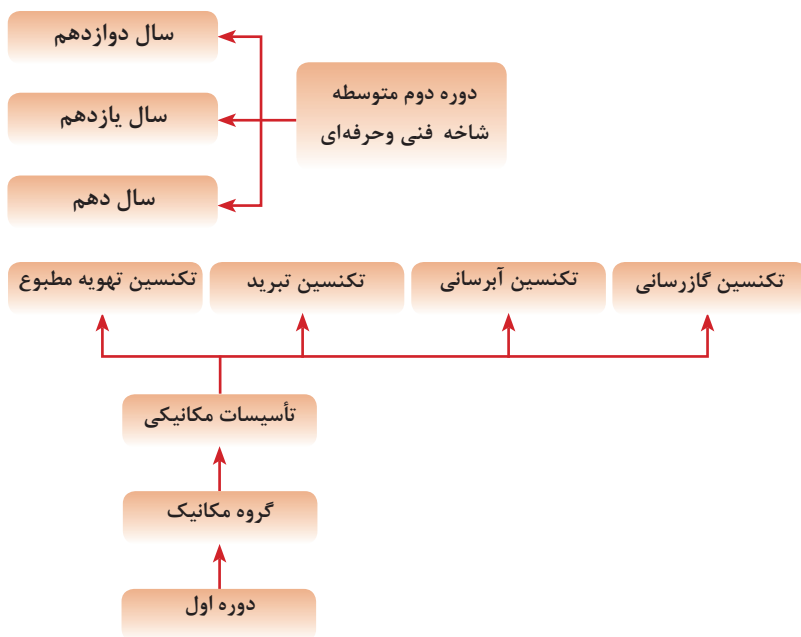 سال دوازدهم
دوره دوم متوسطه
شاخه فنی وحرفه‌ای
سال یازدهم
سال دهم
تکنسین گازرسانی
تکنسین آبرسانی
تکنسین تبرید
تکنسین تهویه مطبوع
تأسیسات مکانیکی
گروه مکانیک
دوره اول